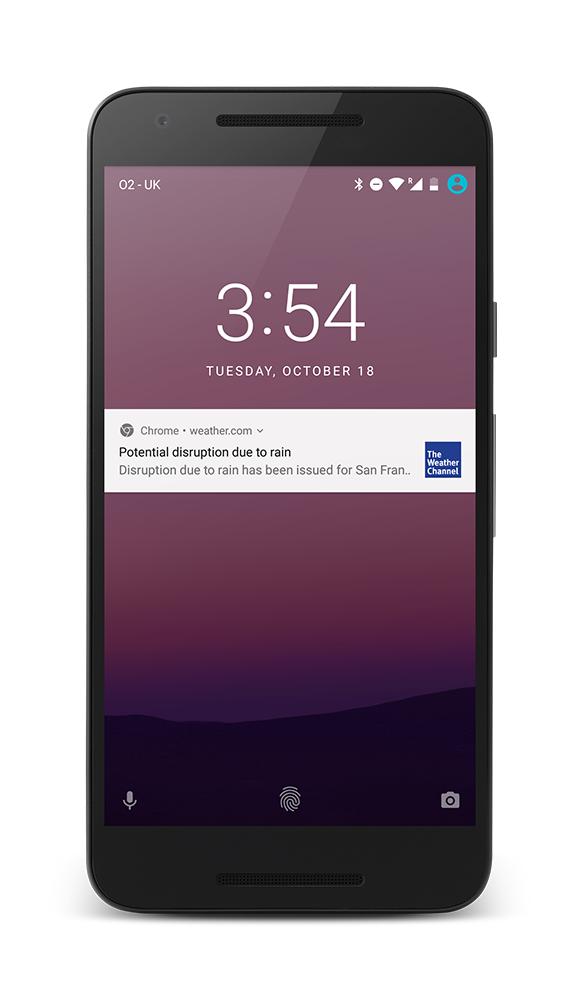 O2 - UK
R
3:54
TUESDAY, OCTOBER 18
Chrome • weather.com
Potential disruption due to rain
Disruption due to rain has been issued for San Fran..
The
Weather
Channel